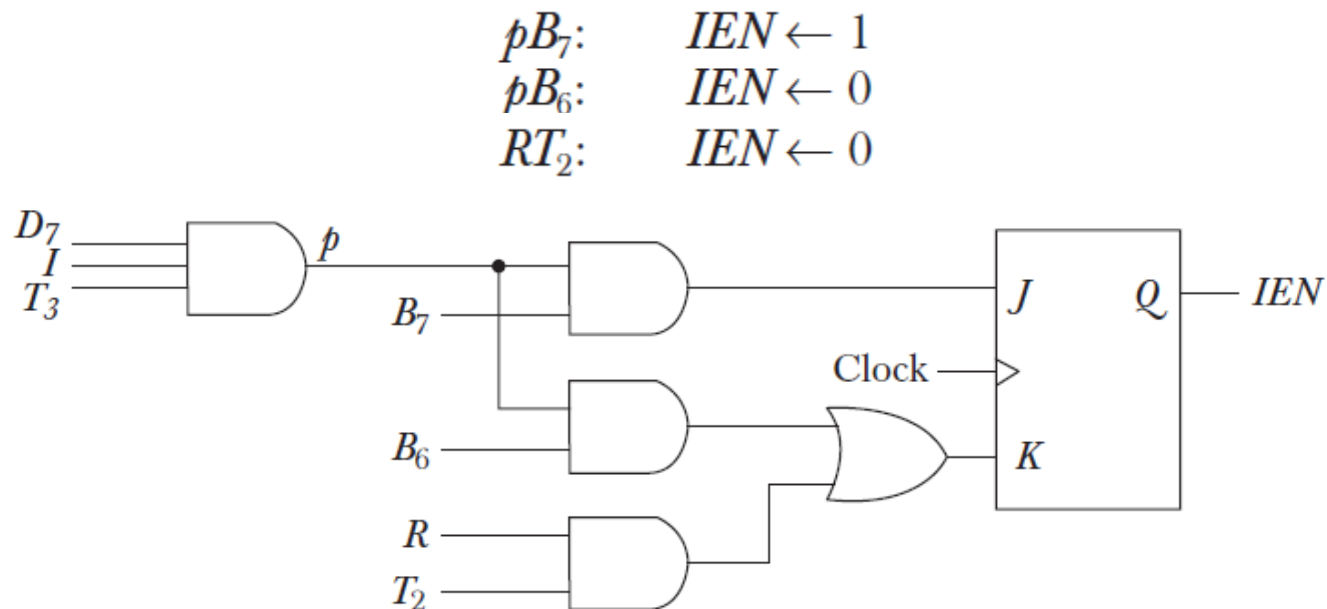 pB₇: IEN ← 1
pB₆: IEN ← 0
RT₂: IEN ← 0
D₇
I
T₃
p
B₇
J
Q
IEN
Clock
B₆
K
R
T₂